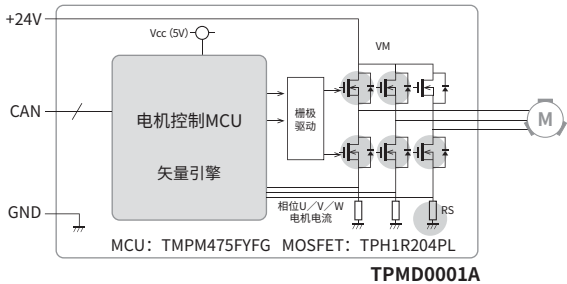 +24V
Vcc (5V)
VM
CAN
电机控制MCU
矢量引擎
栅极
驱动
M
GND
相位U／V／W
电机电流
RS
MCU：TMPM475FYFG MOSFET：TPH1R204PL
TPMD0001A